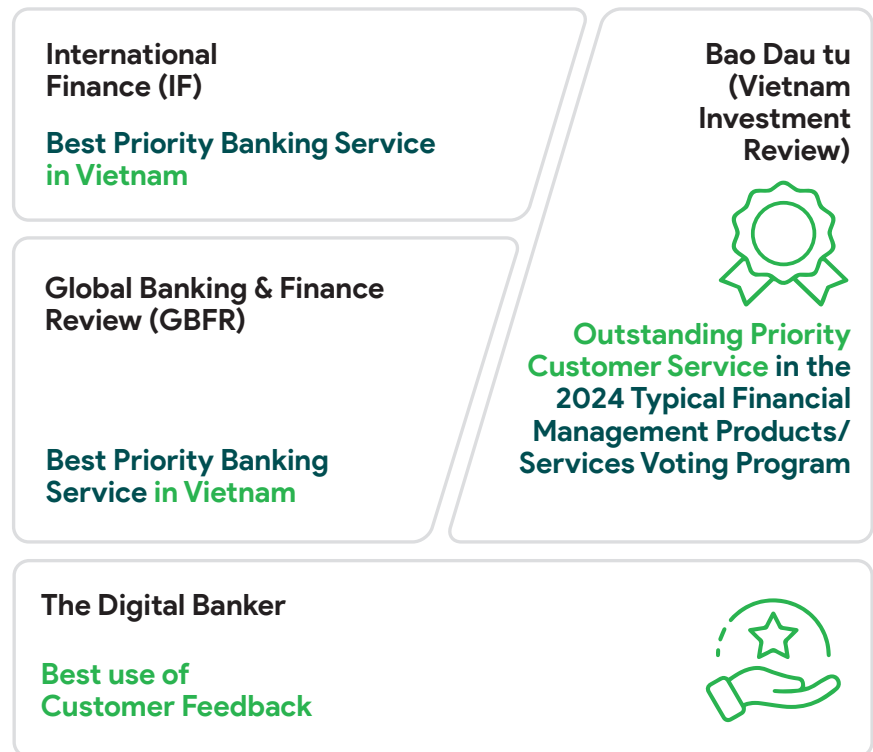 International
Finance (IF)
Best Priority Banking Service
in Vietnam
Bao Dau tu
(Vietnam
Investment
Review)
Outstanding Priority
Customer Service in the
2024 Typical Financial
Management Products/
Services Voting Program
Global Banking & Finance
Review (GBFR)
Best Priority Banking
Service in Vietnam
The Digital Banker
Best use of
Customer Feedback